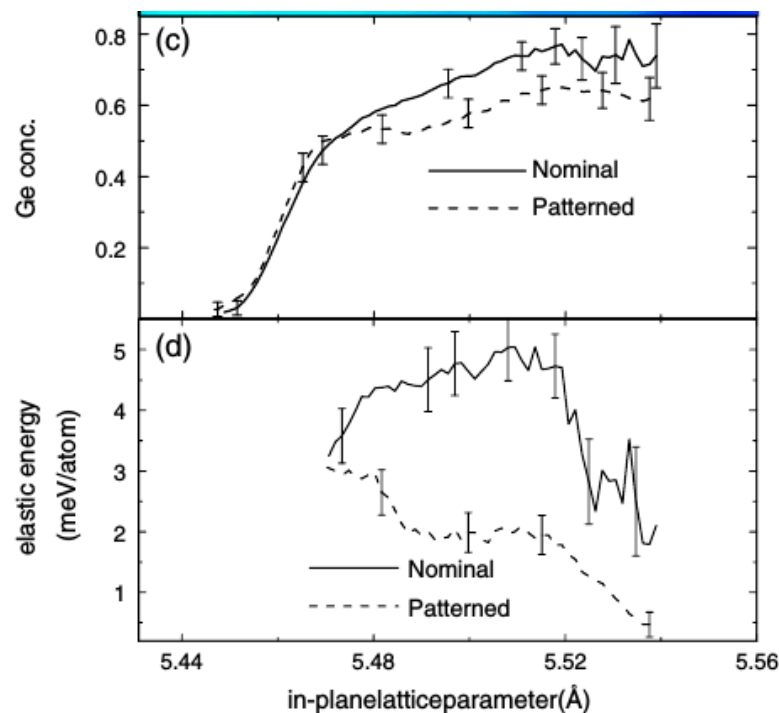 (c)
0.8
0.6
0.4
0.2
Ge conc.
Nominal
Patterned
(d)
5
4
3
2
1
elastic energy
(meV/atom)
Nominal
Patterned
5.44
5.48
5.52
5.56
in-planelatticeparameter(Å)